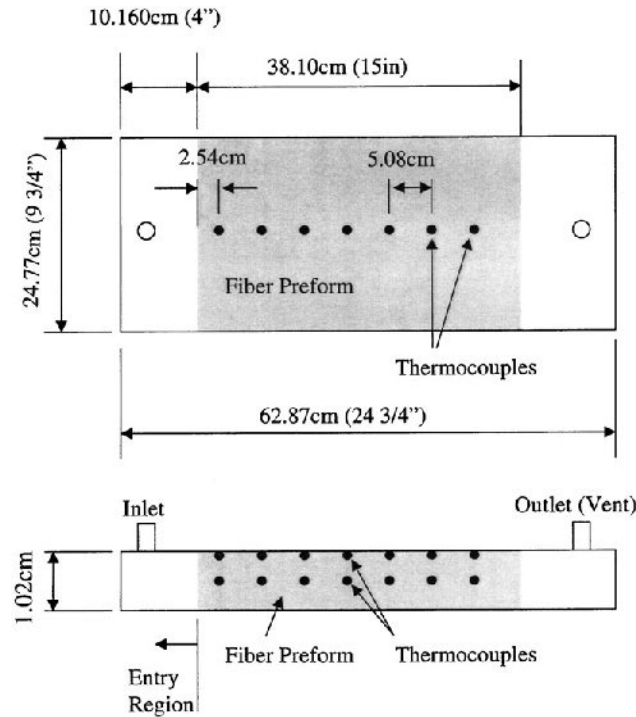 10.160cm (4”)
38.10cm (15in)
2.54cm
5.08cm
24.77cm (9 3/4”)
Fiber Preform
Thermocouples
62.87cm (24 3/4”)
Inlet
Outlet (Vent)
1.02cm
Fiber Preform
Thermocouples
Entry
Region